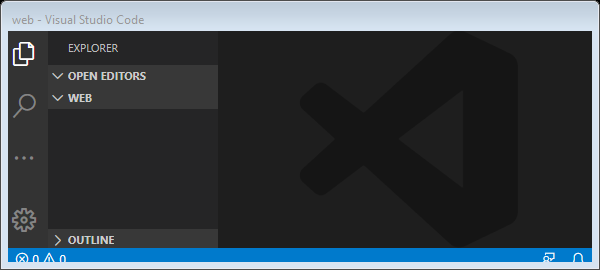 web - Visual Studio Code
EXPLORER
OPEN EDITORS
WEB
OUTLINE
0 0